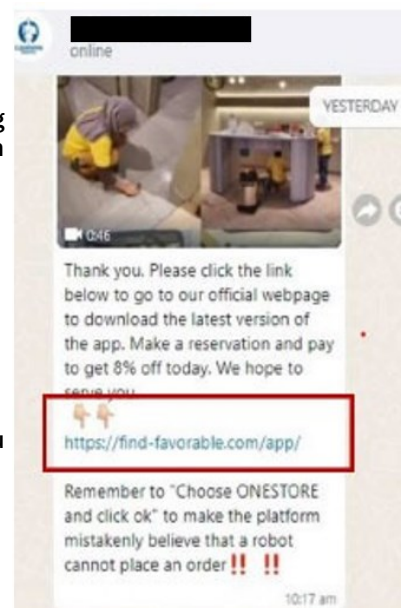 online
YESTERDAY
0:46
Thank you. Please click the link
below to go to our official webpage
to download the latest version of
the app. Make a reservation and pay
to get 8% off today. We hope to
serve you
https://find-favorable.com/app/
Remember to "Choose ONESTORE
and click ok" to make the platform
mistakenly believe that a robot
cannot place an order‼️ ‼️
10:17 am